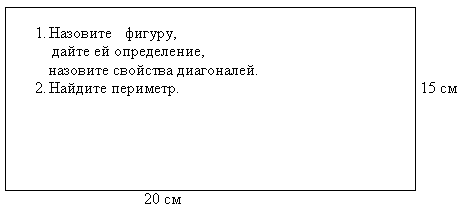 1. Назовите фигуру,
дайте ей определение,
назовите свойства диагоналей.
2. Найдите периметр.
15 см
20 см